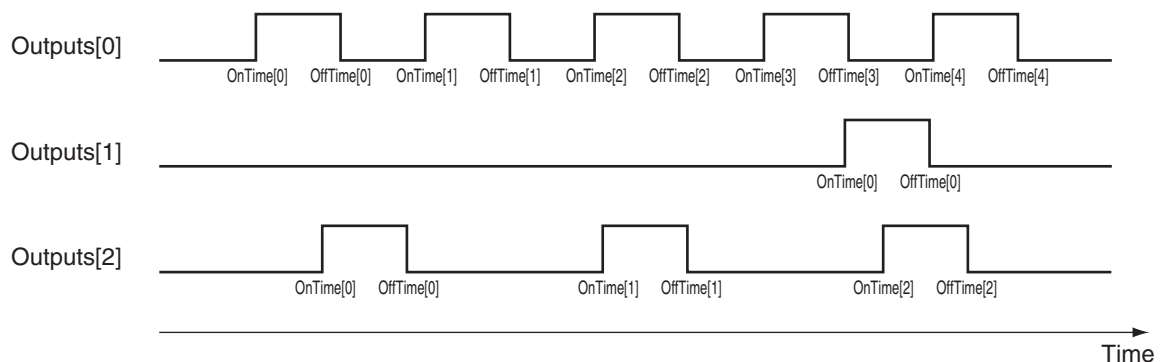 Outputs[0]
OnTime[0] OffTime[0] OnTime[1] OffTime[1] OnTime[2] OffTime[2] OnTime[3] OffTime[3] OnTime[4] OffTime[4]
Outputs[1]
OnTime[0] OffTime[0]
Outputs[2]
OnTime[0] OffTime[0] OnTime[1] OffTime[1] OnTime[2] OffTime[2]
Time